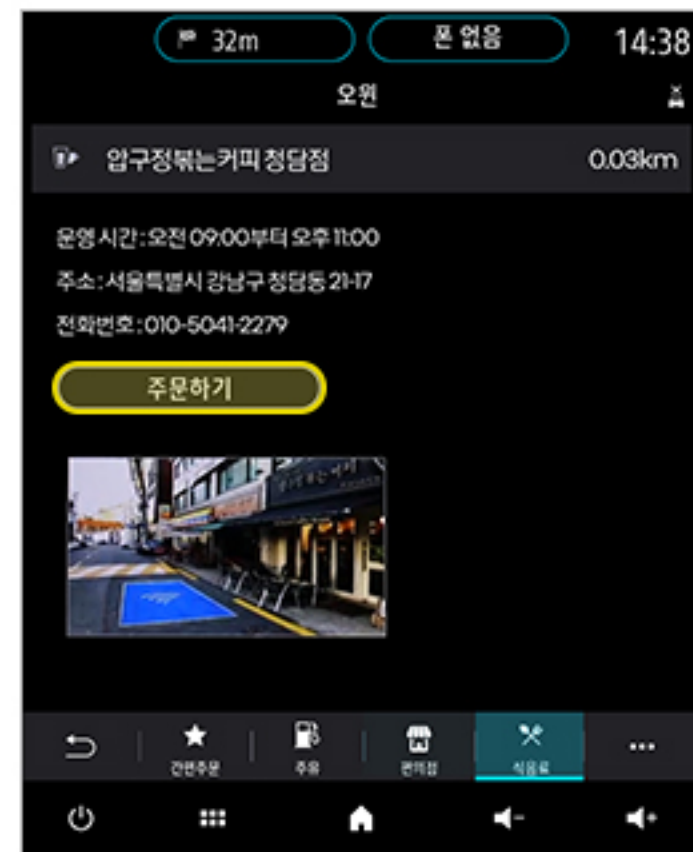 32m
폰 없음
14:38
오윈
압구정볶는커피 청담점
0.03km
운영 시간 : 오전 09:00부터 오후 11:00
주소 : 서울특별시 강남구 청담동 21-17
전화번호 : 010-5041-2279
주문하기
간편주문
주유
편의점
식음료